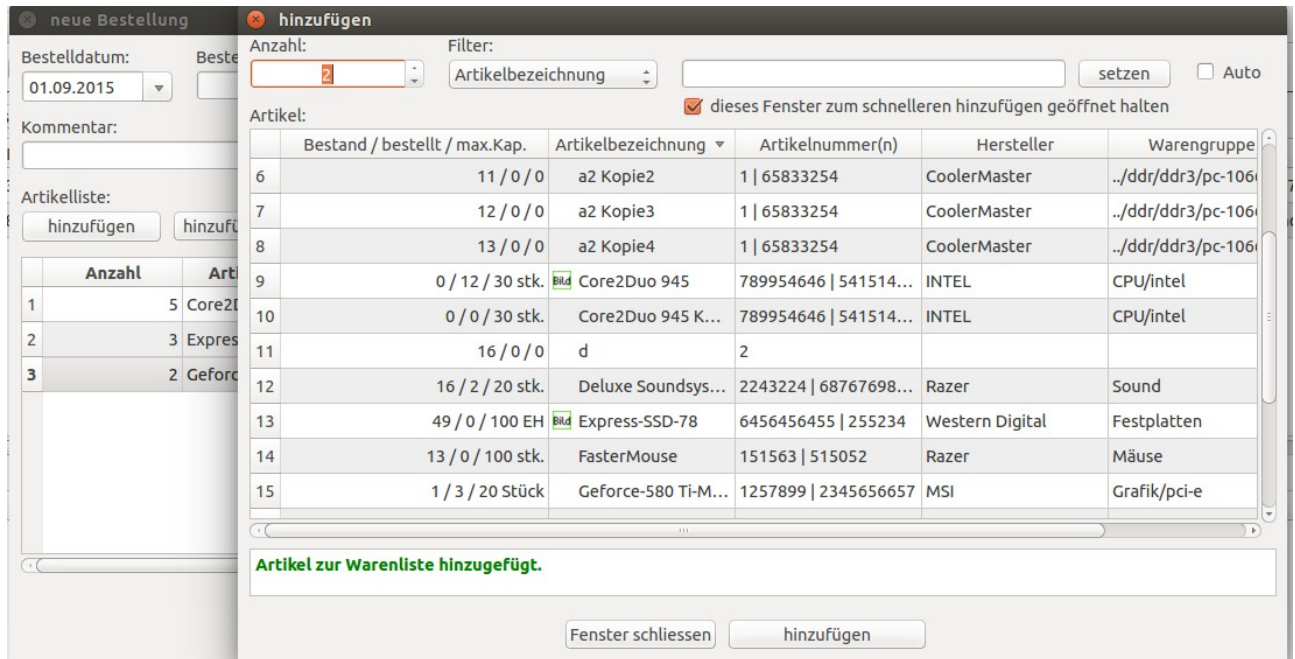 neue Bestellung
hinzufügen
Bestelldatum:
Beste
01.09.2015
Kommentar:
Artikelliste:
hinzufügen
hinzufü
Anzahl
Arti
1 5 Core2D
2 3 Expres
3 2 Geforc
Anzahl:
Filter:
2
Artikelbezeichnung
setzen
Auto
dieses Fenster zum schnelleren hinzufügen geöffnet halten
Artikel:
Bestand / bestellt / max.Kap. Artikelbezeichnung Artikelnummer(n) Hersteller Warengruppe
6 11 / 0 / 0 a2 Kopie2 1 | 65833254 CoolerMaster ../ddr/ddr3/pc-106
7 12 / 0 / 0 a2 Kopie3 1 | 65833254 CoolerMaster ../ddr/ddr3/pc-106
8 13 / 0 / 0 a2 Kopie4 1 | 65833254 CoolerMaster ../ddr/ddr3/pc-106
9 0 / 12 / 30 stk. Bild Core2Duo 945 789954646 | 541514... INTEL CPU/intel
10 0 / 0 / 30 stk. Core2Duo 945 K... 789954646 | 541514... INTEL CPU/intel
11 16 / 0 / 0 d 2
12 16 / 2 / 20 stk. Deluxe Soundsys... 2243224 | 68767698... Razer Sound
13 49 / 0 / 100 EH Bild Express-SSD-78 6456456455 | 255234 Western Digital Festplatten
14 13 / 0 / 100 stk. FasterMouse 151563 | 515052 Razer Mäuse
15 1 / 3 / 20 Stück Geforce-580 Ti-M... 1257899 | 2345656657 MSI Grafik/pci-e
Artikel zur Warenliste hinzugefügt.
Fenster schliessen
hinzufügen